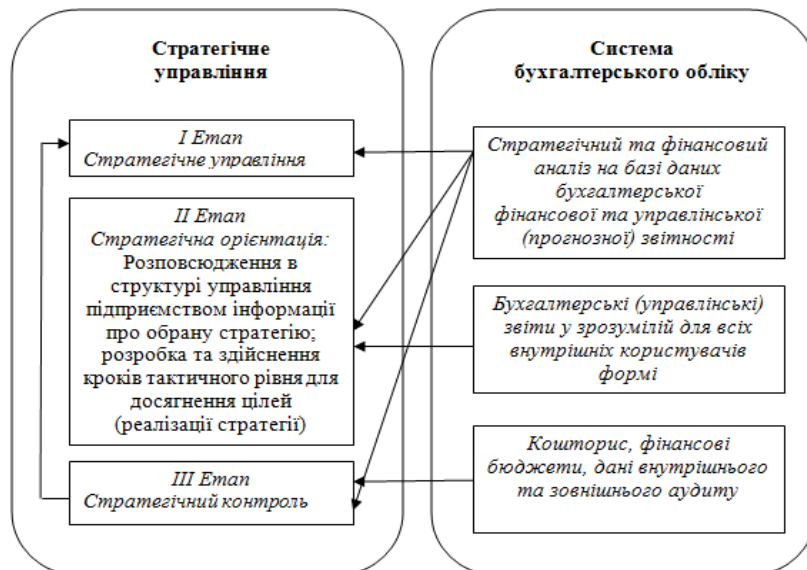 Стратегічне
управління
І Етап
Стратегічне управління
ІІ Етап
Стратегічна орієнтація:
Розповсюдження в
структурі управління
підприємством інформації
про обрану стратегію;
розробка та здійснення
кроків тактичного рівня для
досягнення цілей
(реалізації стратегії)
ІІІ Етап
Стратегічний контроль
Система
бухгалтерського обліку
Стратегічний та фінансовий
аналіз на базі даних
бухгалтерської
фінансової та управлінської
(прогнозної) звітності
Бухгалтерські (управлінські)
звіти у зрозумілій для всіх
внутрішніх користувачів
формі
Кошторис, фінансові
бюджети, дані внутрішнього
та зовнішнього аудиту